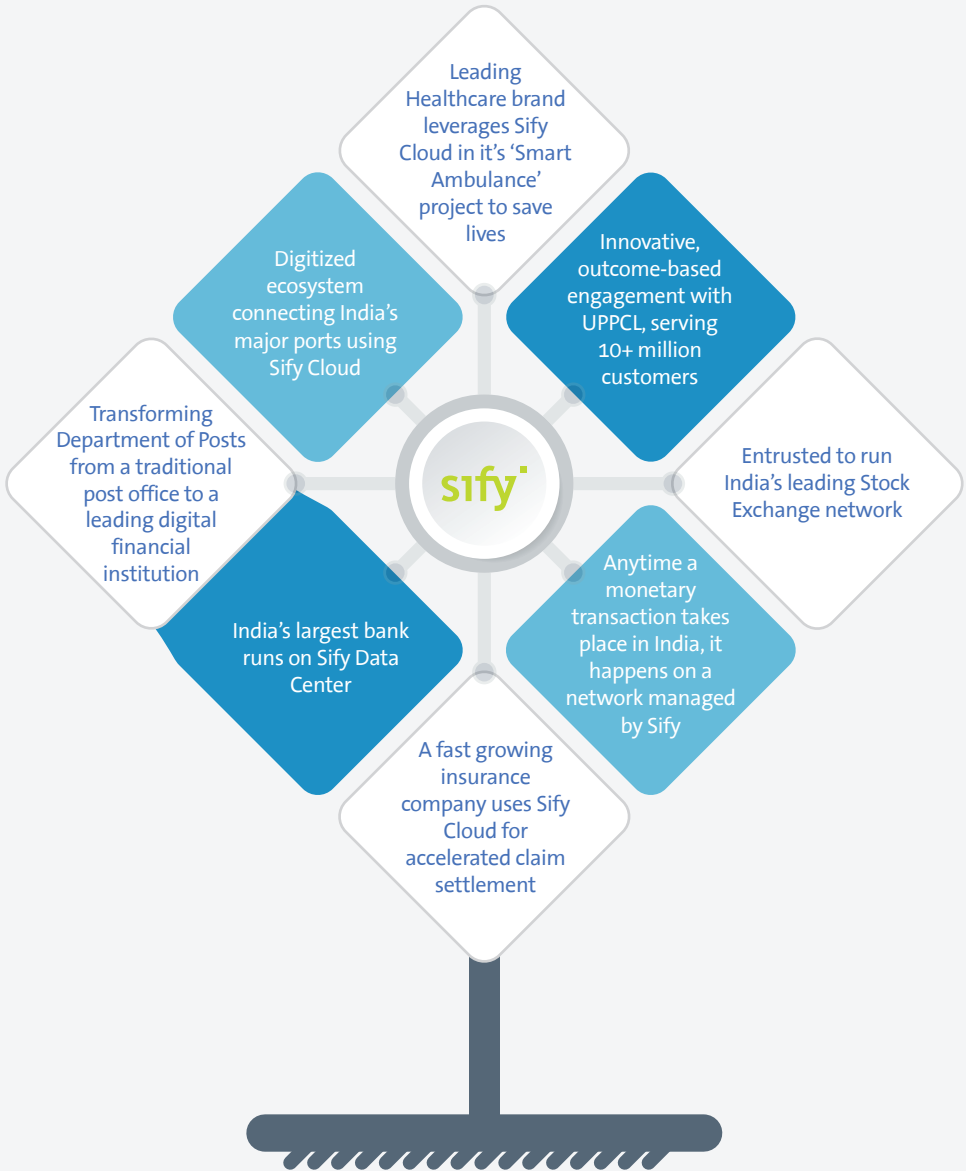 Leading
Healthcare brand
leverages Sify
Cloud in it's ‘Smart
Ambulance’
project to save
lives
Digitized
ecosystem
connecting India’s
major ports using
Sify Cloud
Innovative,
outcome-based
engagement with
UPPCL, serving
10+ million
customers
Transforming
Department of Posts
from a traditional
post office to a
leading digital
financial
institution
sify
Entrusted to run
India’s leading Stock
Exchange network
India’s largest bank
runs on Sify Data
Center
Anytime a
monetary
transaction takes
place in India, it
happens on a
network managed
by Sify
A fast growing
insurance
company uses Sify
Cloud for
accelerated claim
settlement